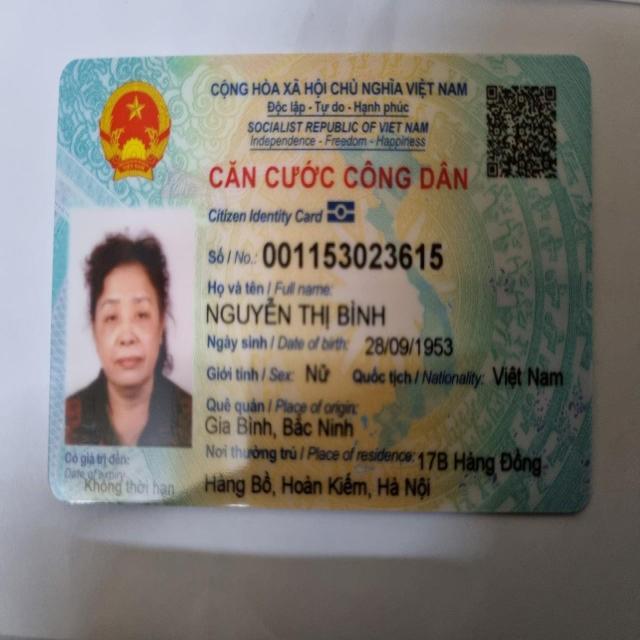 CỘNG HÒA XÃ HỘI CHỦ NGHĨA VIỆT NAM
Độc lập - Tự do - Hạnh phúc
SOCIALIST REPUBLIC OF VIET NAM
Independence - Freedom - Happiness
CĂN CƯỚC CÔNG DÂN
Citizen Identity Card
Số / No.: 001153023615
Họ và tên / Full name:
NGUYỄN THỊ BÌNH
Ngày sinh / Date of birth: 28/09/1953
Giới tính / Sex: Nữ Quốc tịch / Nationality: Việt Nam
Quê quán / Place of origin:
Gia Bình, Bắc Ninh
Nơi thường trú / Place of residence: 17B Hàng Đồng
Hàng Bồ, Hoàn Kiếm, Hà Nội
Có giá trị đến:
Date of expiry
Không thời hạn